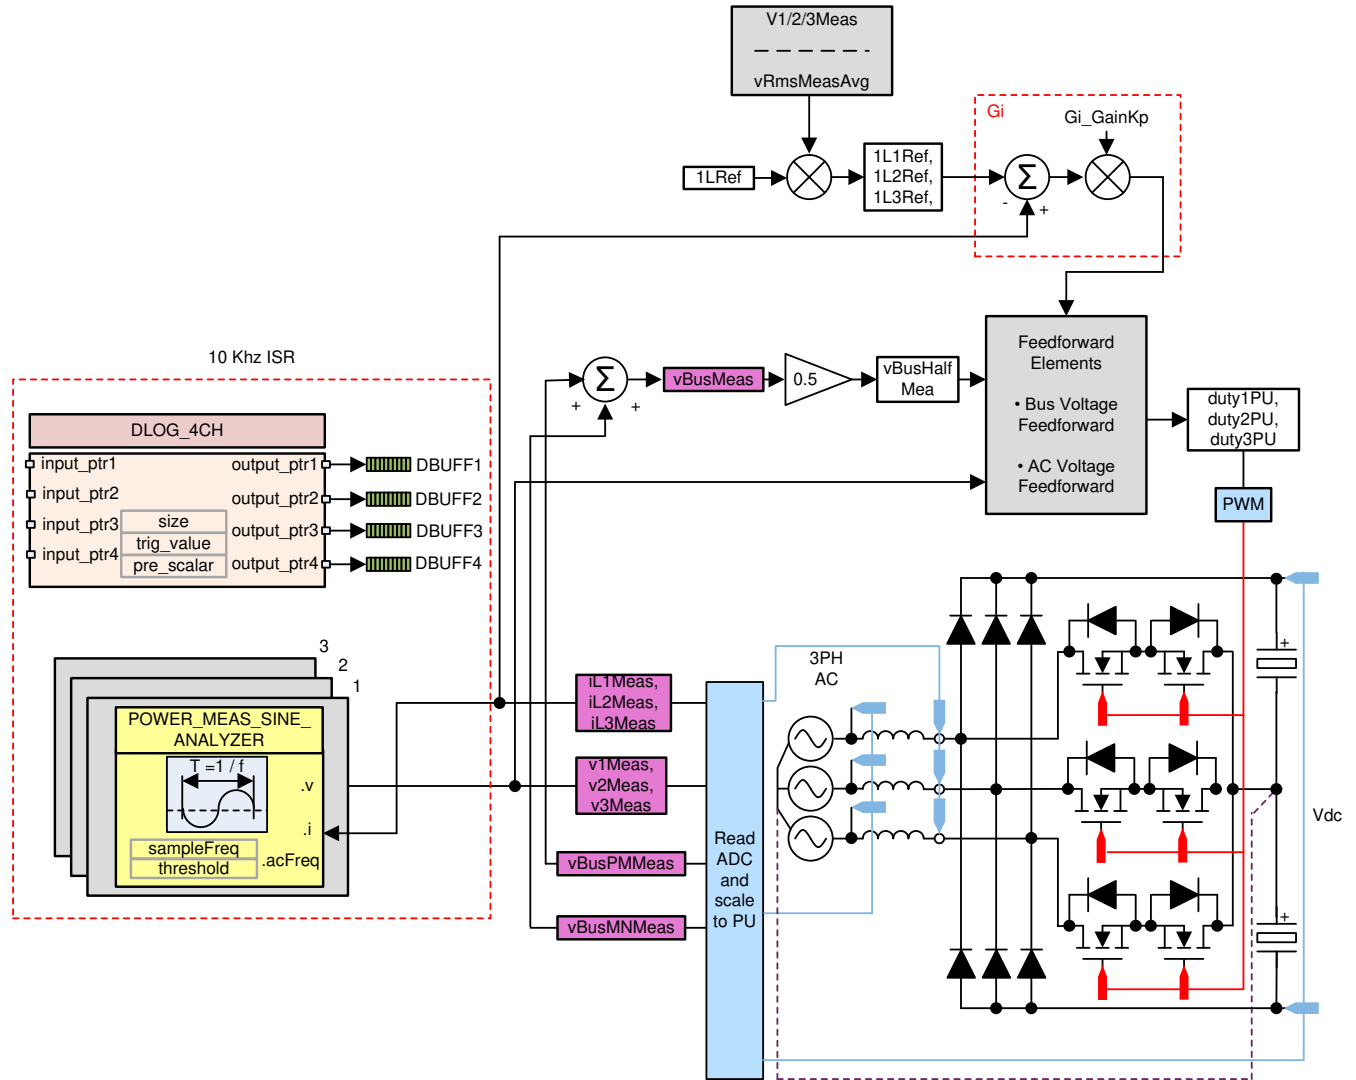 V1/2/3Meas
vRmsMeasAvg
Gi
Gi_GainKp
1LRef
1L1Ref,
1L2Ref,
1L3Ref,
Σ
-
+
10 Khz ISR
DLOG_4CH
input_ptr1
input_ptr2
input_ptr3
input_ptr4
size
trig_value
pre_scalar
output_ptr1
output_ptr2
output_ptr3
output_ptr4
DBUFF1
DBUFF2
DBUFF3
DBUFF4
Σ
+
+
vBusMeas
0.5
vBusHalf
Mea
Feedforward
Elements
• Bus Voltage
Feedforward
• AC Voltage
Feedforward
duty1PU,
duty2PU,
duty3PU
PWM
3
2
1
POWER_MEAS_SINE_
ANALYZER
T =1 / f
.v
.i
.acFreq
sampleFreq
threshold
iL1Meas,
iL2Meas,
iL3Meas
v1Meas,
v2Meas,
v3Meas
vBusPMMeas
vBusMNMeas
Read
ADC
and
scale
to PU
3PH
AC
+
+
Vdc